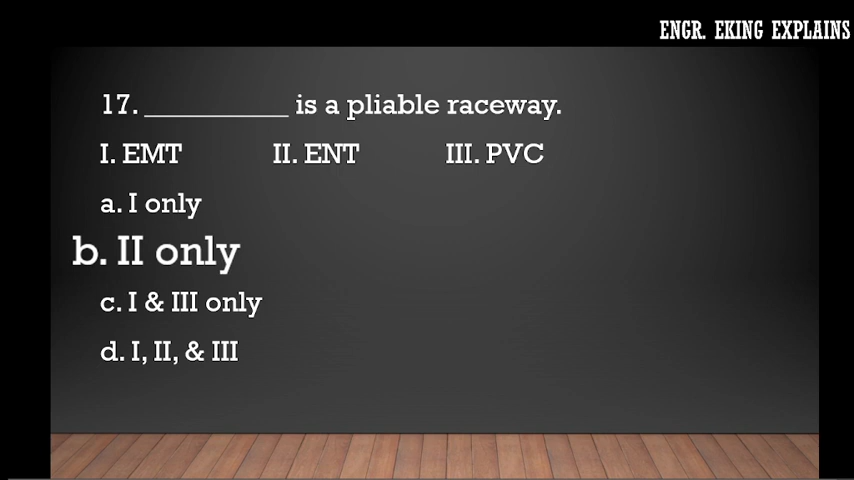 ENGR. EKING EXPLAINS
17. __________ is a pliable raceway.
I. EMT II. ENT III. PVC
a. I only
b. II only
c. I & III only
d. I, II, & III